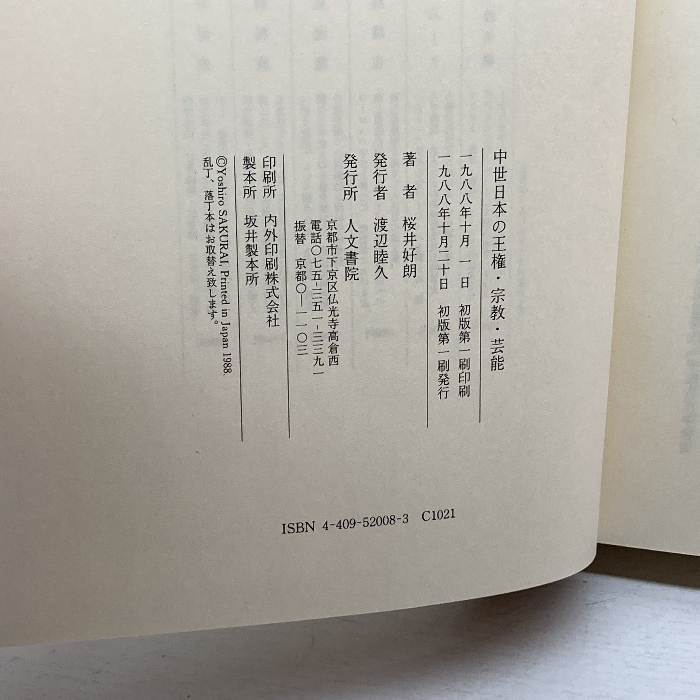 中世日本の王権・宗教・芸能
一九八八年十月　一　日　初版第一刷印刷
一九八八年十月二十日　初版第一刷発行
著　者　桜井好朗
発行者　渡辺睦久
発行所　人文書院
京都市下京区仏光寺高倉西
電話〇七五-三五一-三三九一
振替　京都〇-一一〇三
印刷所　内外印刷株式会社
製本所　坂井製本所
©Yoshiro SAKURAI, Printed in Japan 1988.
乱丁、落丁本はお取替え致します。
ISBN 4-409-52008-3　C1021